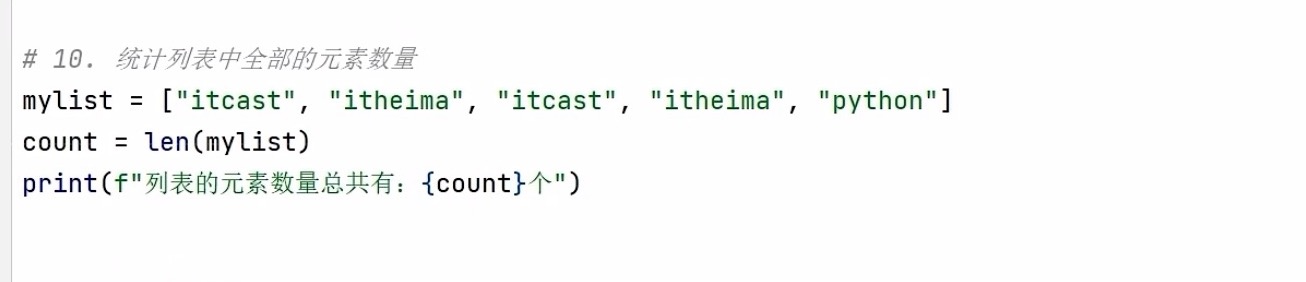 # 10. 统计列表中全部的元素数量
mylist = ["itcast", "itheima", "itcast", "itheima", "python"]
count = len(mylist)
print(f"列表的元素数量总共有：{count}个")